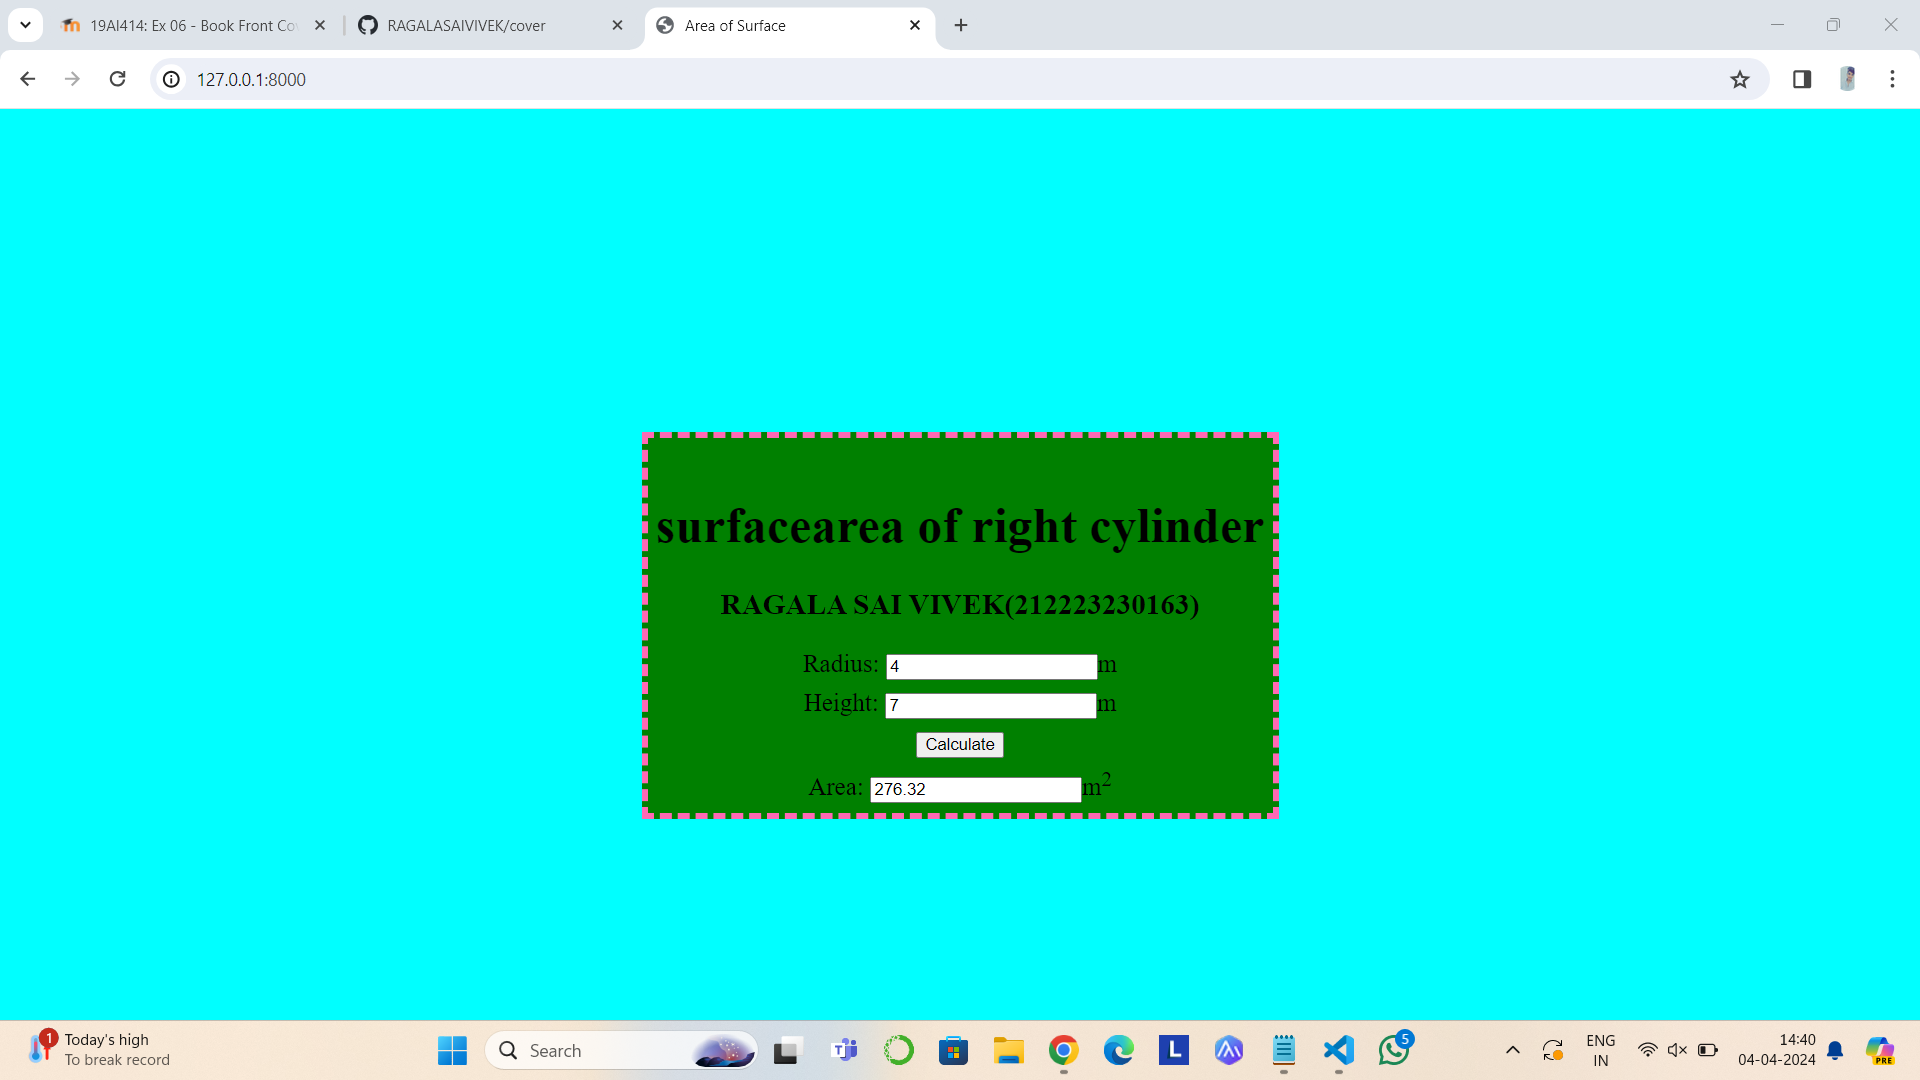 19AI414: Ex 06 - Book Front Co
RAGALASAIVIVEK/cover
Area of Surface
127.0.0.1:8000
surfacearea of right cylinder
RAGALA SAI VIVEK(212223230163)
Radius: 4 m
Height: 7 m
Calculate
Area: 276.32 m²
1
Today's high
To break record
Search
L
5
ENG
IN
14:40
04-04-2024
PRE